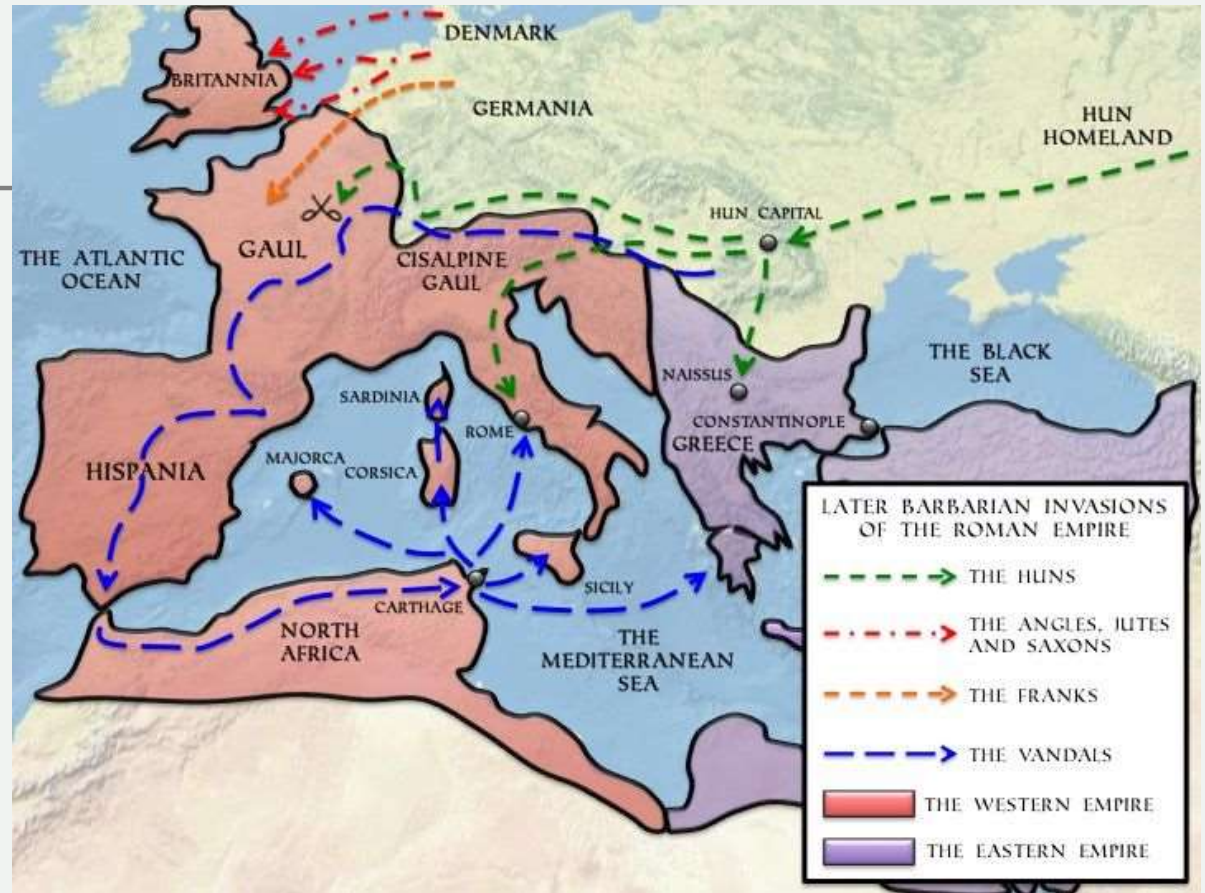 DENMARK
BRITANNIA
GERMANIA
HUN
HOMELAND
HUN CAPITAL
THE ATLANTIC
OCEAN
GAUL
CISALPINE
GAUL
THE BLACK
SEA
NAISSUS
SARDINIA
CONSTANTINOPLE
ROME
GREECE
HISPANIA
MAJORCA
CORSICA
SICILY
CARTHAGE
NORTH
AFRICA
THE
MEDITERRANEAN
SEA
LATER BARBARIAN INVASIONS
OF THE ROMAN EMPIRE
THE HUNS
THE ANGLES, JUTES
AND SAXONS
THE FRANKS
THE VANDALS
THE WESTERN EMPIRE
THE EASTERN EMPIRE